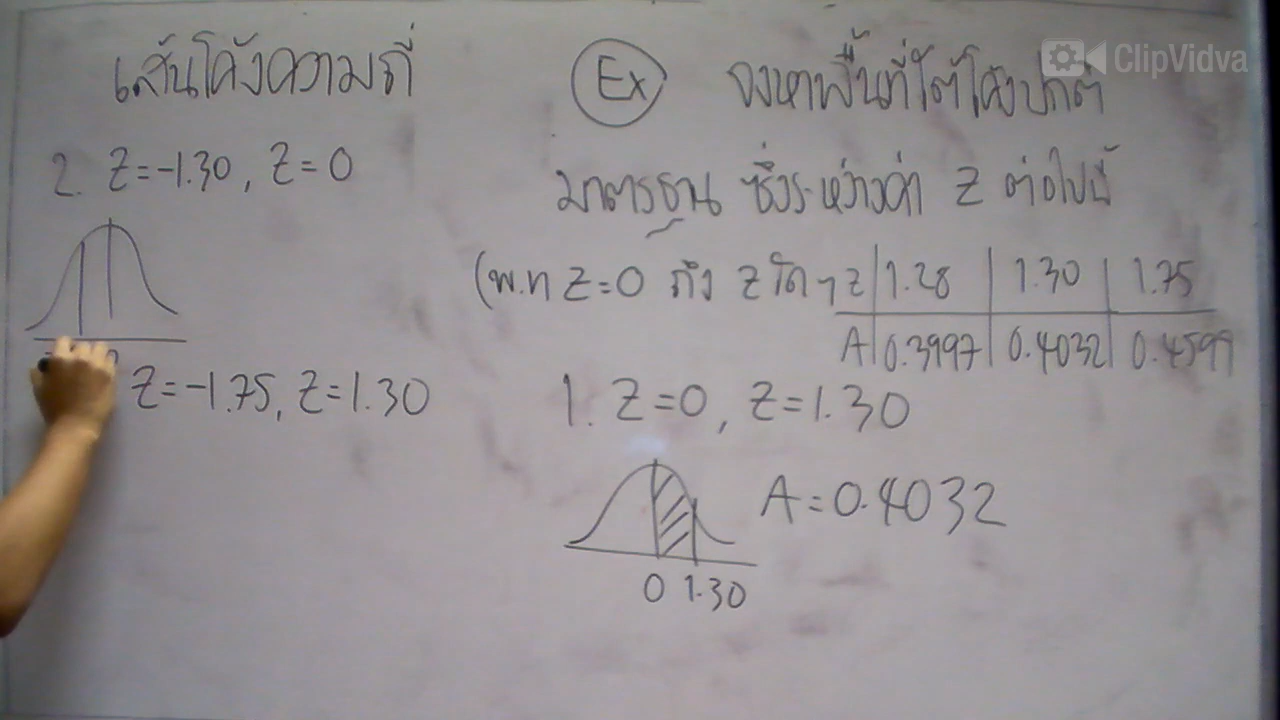 เส้นโค้งความถี่
2. Z=-1.30, Z=0
Z=-1.75, Z=1.30
Ex จงหาพื้นที่ใต้โค้งปกติ
มาตรฐาน ซึ่งระหว่างค่า Z ต่อไปนี้
(พ.ท Z=0 ถึง Z ใดๆ Z 1.28 1.30 1.75
A 0.3997 0.4032 0.4599
1. Z=0, Z=1.30
A=0.4032
0 1.30
ClipVidva